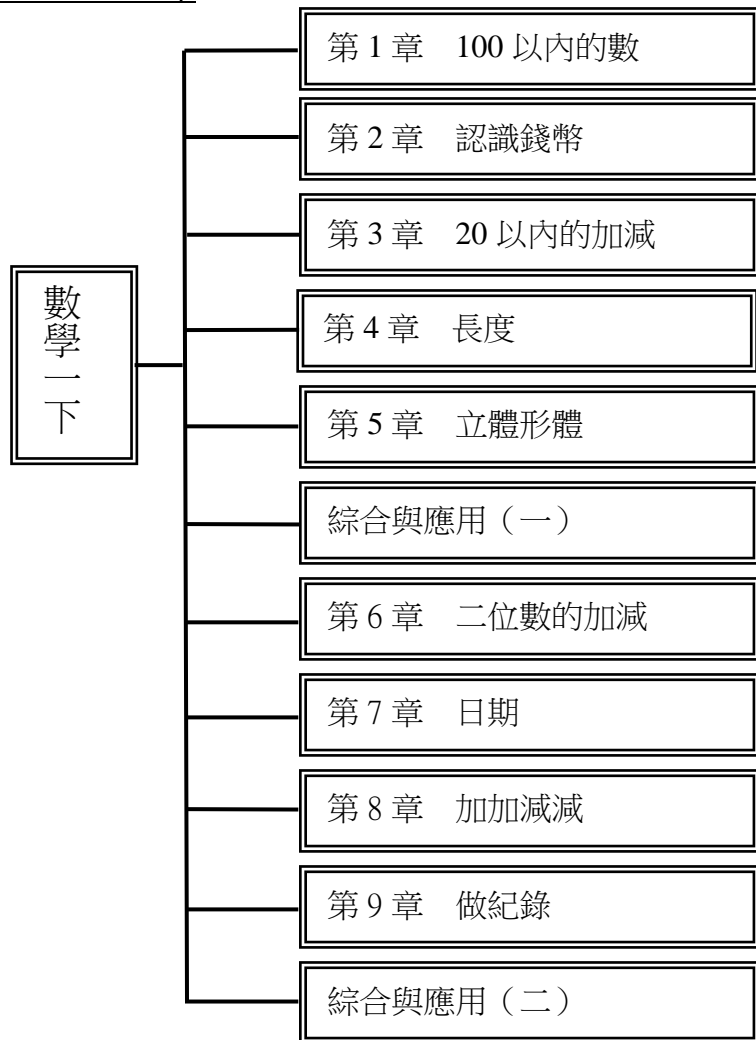 數學一下
第 1 章　100 以內的數
第 2 章　認識錢幣
第 3 章　20 以內的加減
第 4 章　長度
第 5 章　立體形體
綜合與應用（一）
第 6 章　二位數的加減
第 7 章　日期
第 8 章　加加減減
第 9 章　做紀錄
綜合與應用（二）